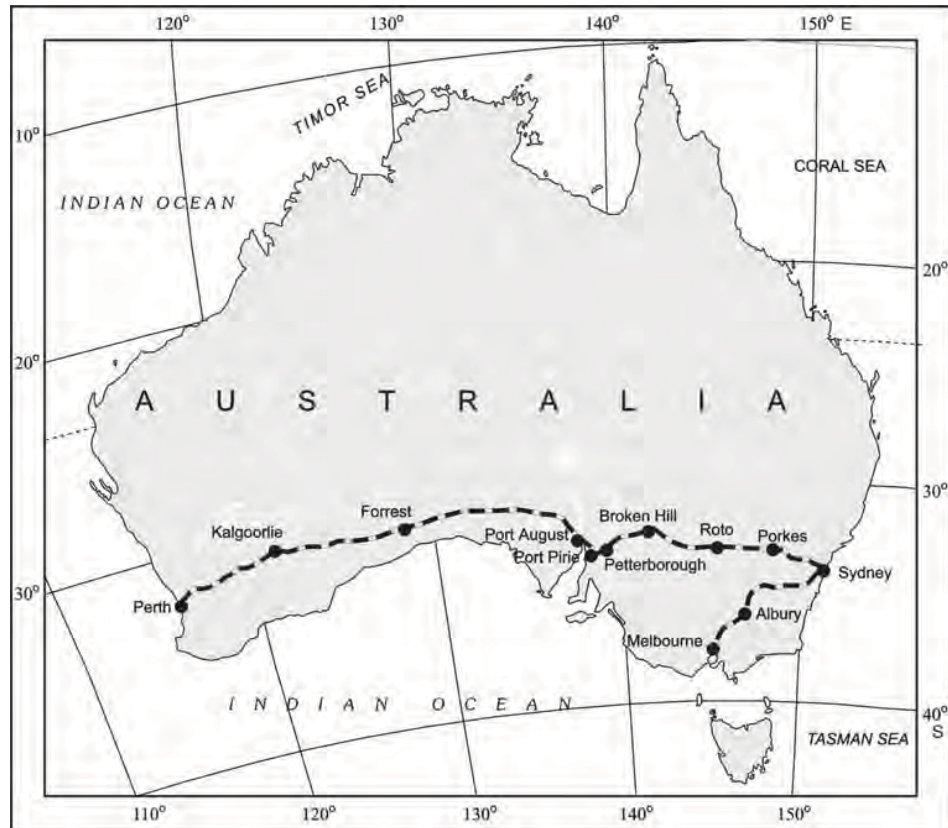 120° 130° 140° 150° E
TIMOR SEA
10°
CORAL SEA
INDIAN OCEAN
20°
20°
A U S T R A L I A
30°
Kalgoorlie
Forrest
Port August
Broken Hill
Roto
Porkes
Port Pirie
Petterborough
Sydney
30°
Perth
Albury
Melbourne
INDIAN OCEAN
40°
S
TASMAN SEA
110° 120° 130° 140° 150°